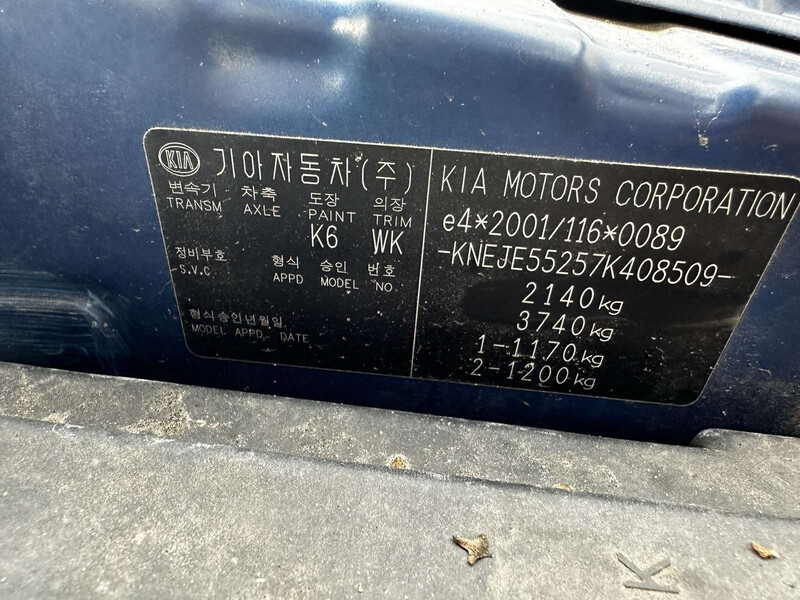 KIA 기아자동차(주)
변속기 차축 도장 의장
TRANSM AXLE PAINT TRIM
K6 WK
정비부호 형식 승인 번호
S.V.C APPD MODEL NO.
형식승인년월일
MODEL APPD. DATE
KIA MOTORS CORPORATION
e4*2001/116*0089
-KNEJE55257K408509-
2140kg
3740kg
1-1170kg
2-1200kg
K